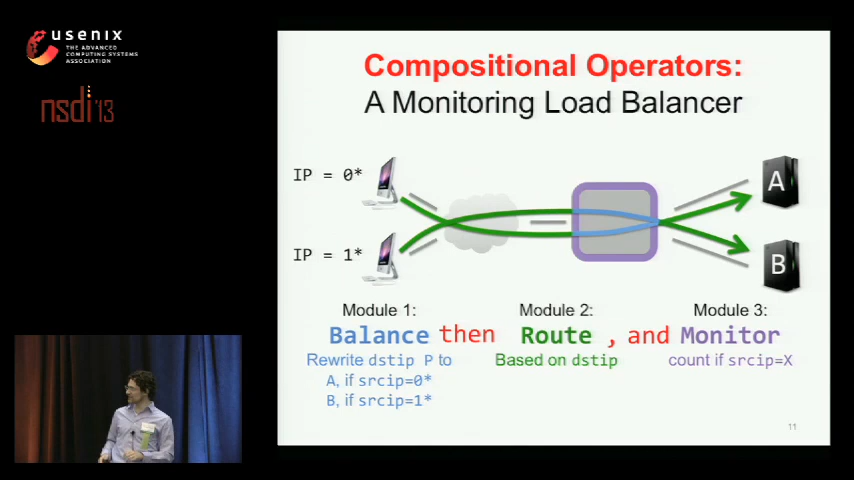 usenix
THE ADVANCED
COMPUTING SYSTEMS
ASSOCIATION
nsdi '13
Compositional Operators:
A Monitoring Load Balancer
IP = 0*
A
IP = 1*
B
Module 1:
Module 2:
Module 3:
Balance then Route , and Monitor
Rewrite dstip P to
Based on dstip
count if srcip=X
A, if srcip=0*
B, if srcip=1*
11